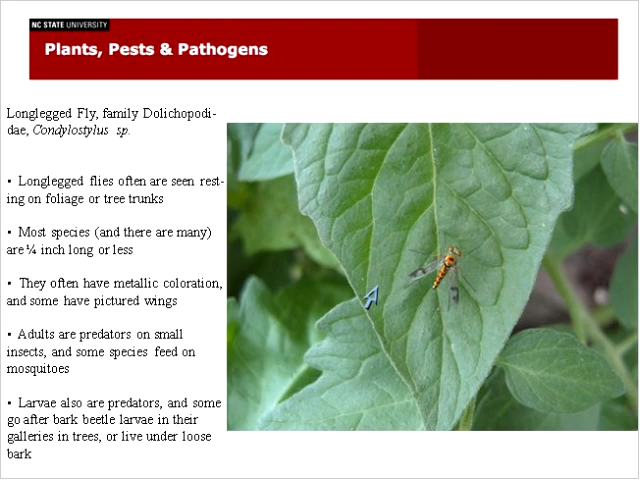 NC STATE UNIVERSITY
Plants, Pests & Pathogens
Longlegged Fly, family Dolichopodi-
dae, Condylostylus sp.
• Longlegged flies often are seen rest-
ing on foliage or tree trunks
• Most species (and there are many)
are ¼ inch long or less
• They often have metallic coloration,
and some have pictured wings
• Adults are predators on small
insects, and some species feed on
mosquitoes
• Larvae also are predators, and some
go after bark beetle larvae in their
galleries in trees, or live under loose
bark